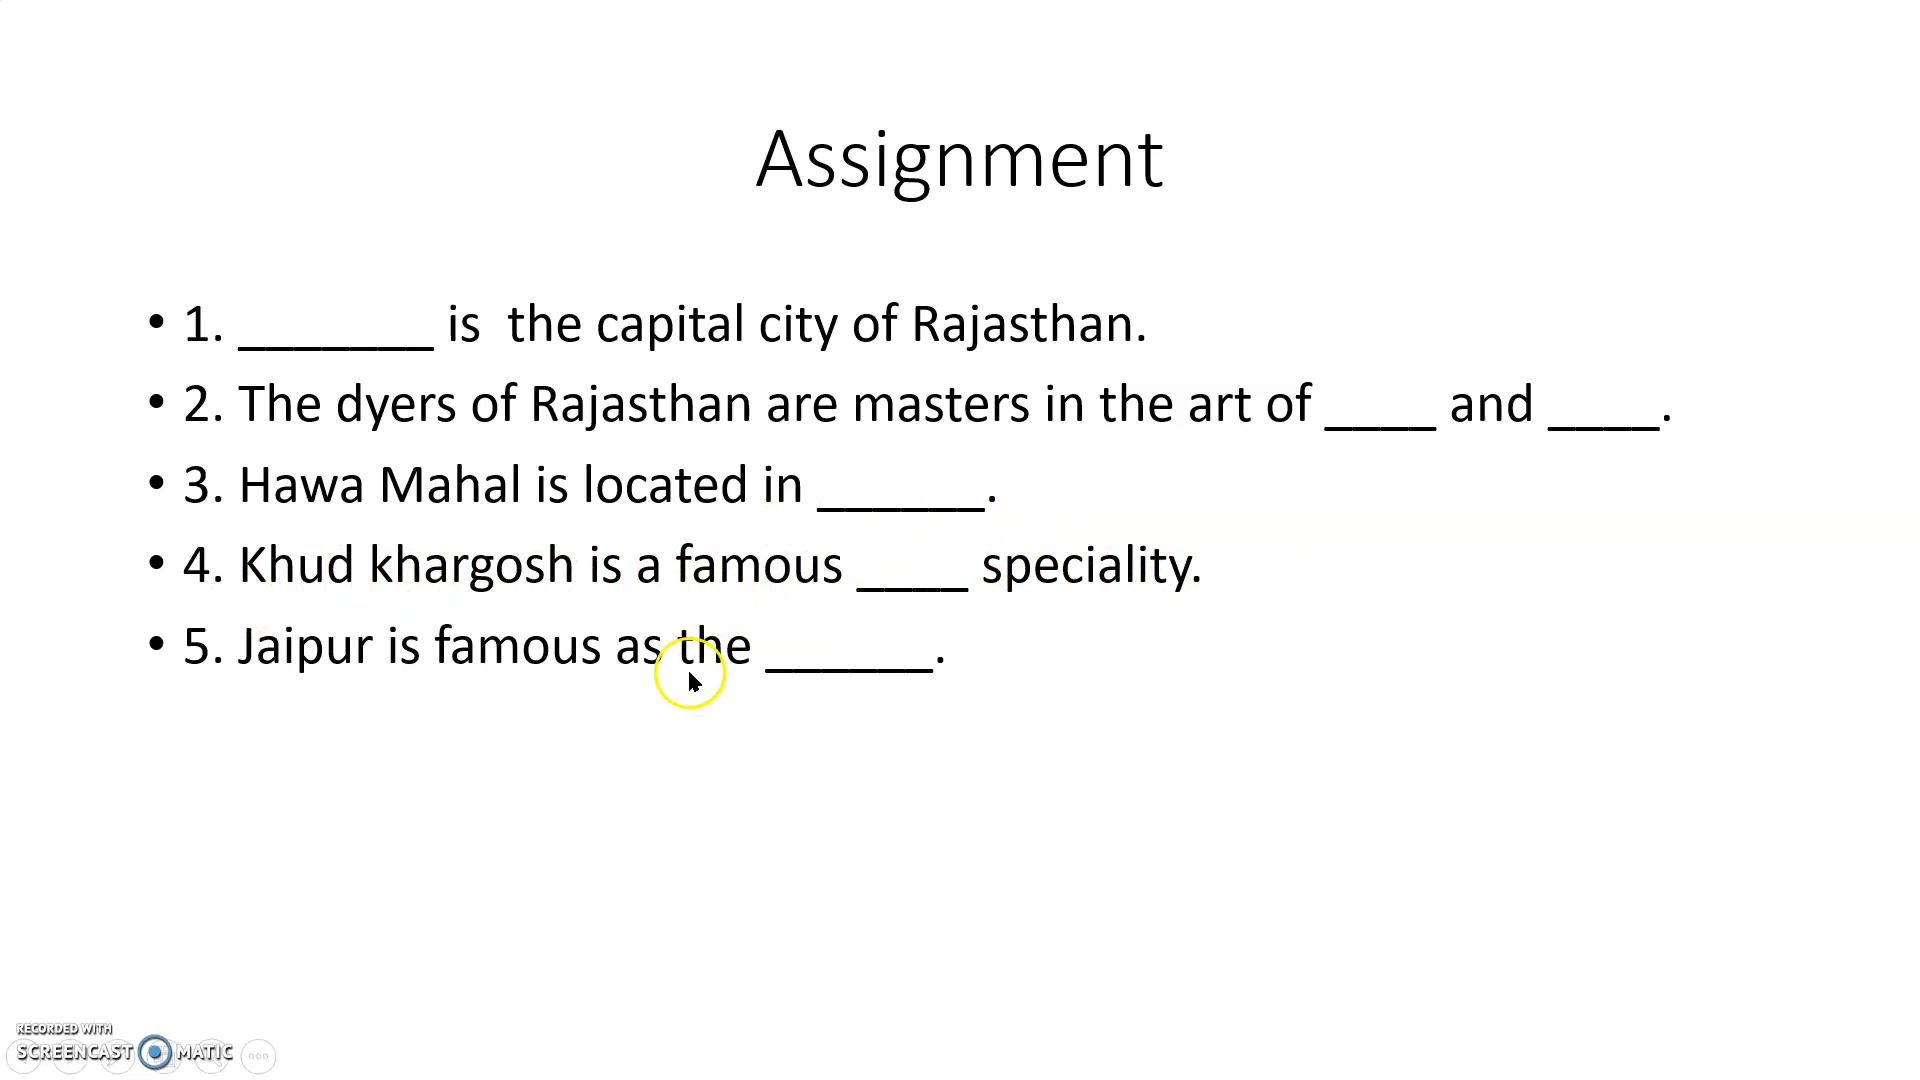 Assignment
• 1. _______ is  the capital city of Rajasthan.
• 2. The dyers of Rajasthan are masters in the art of ____ and ____.
• 3. Hawa Mahal is located in ______.
• 4. Khud khargosh is a famous ____ speciality.
• 5. Jaipur is famous as the ______.
RECORDED WITH
SCREENCAST MATIC